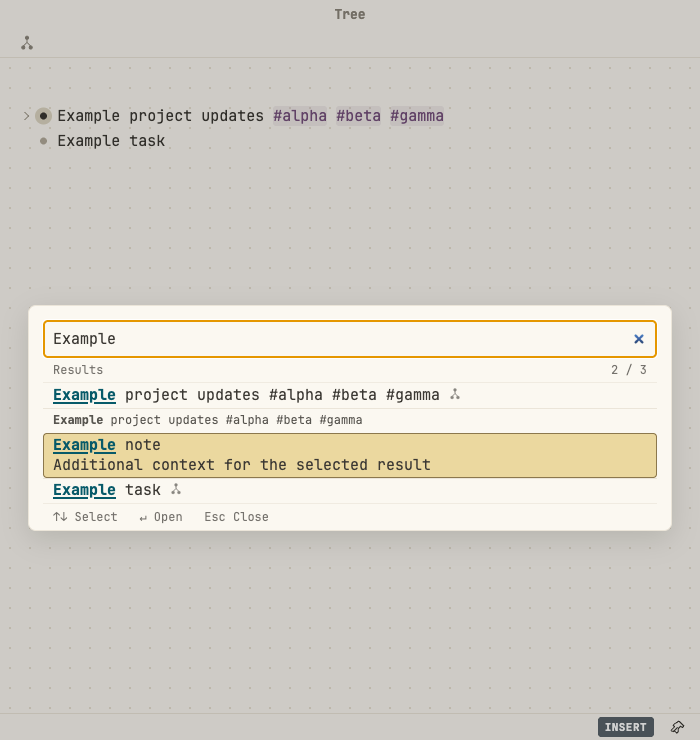 Tree
Example project updates #alpha #beta #gamma
Example task
Example
Results 2 / 3
Example project updates #alpha #beta #gamma
Example project updates #alpha #beta #gamma
Example note
Additional context for the selected result
Example task
↑↓ Select ↵ Open Esc Close
INSERT